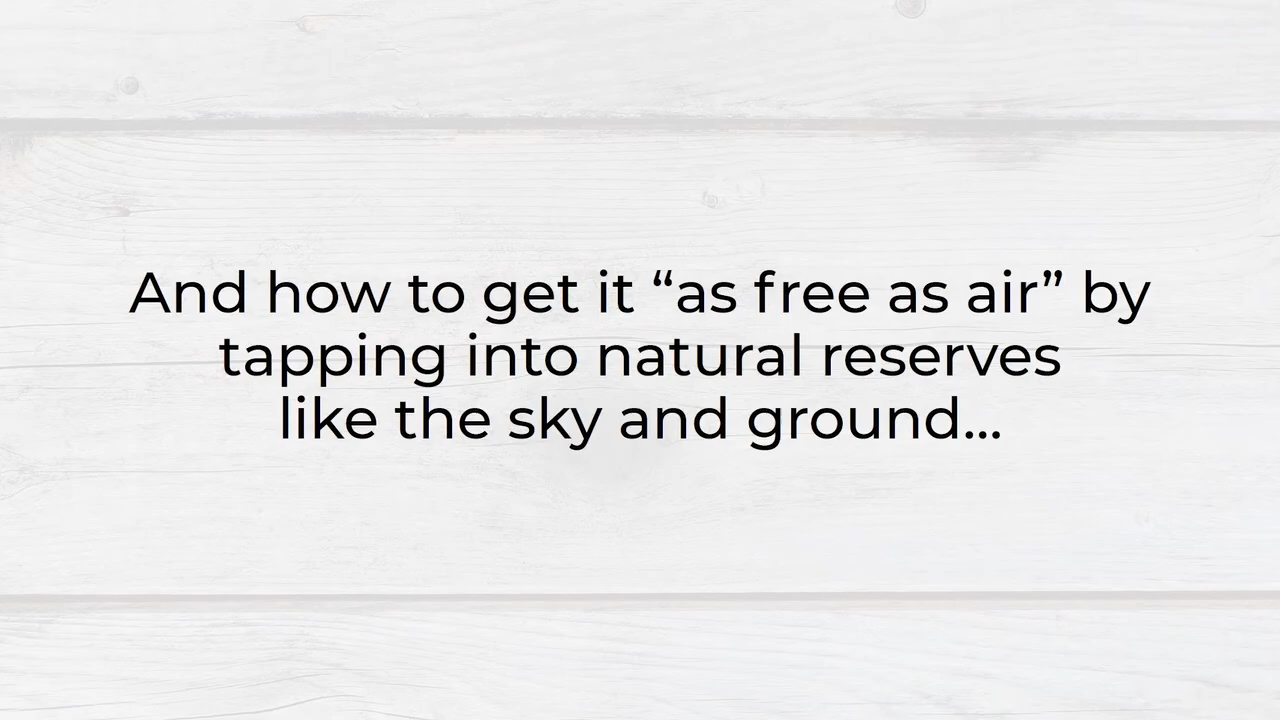 And how to get it “as free as air” by
tapping into natural reserves
like the sky and ground...